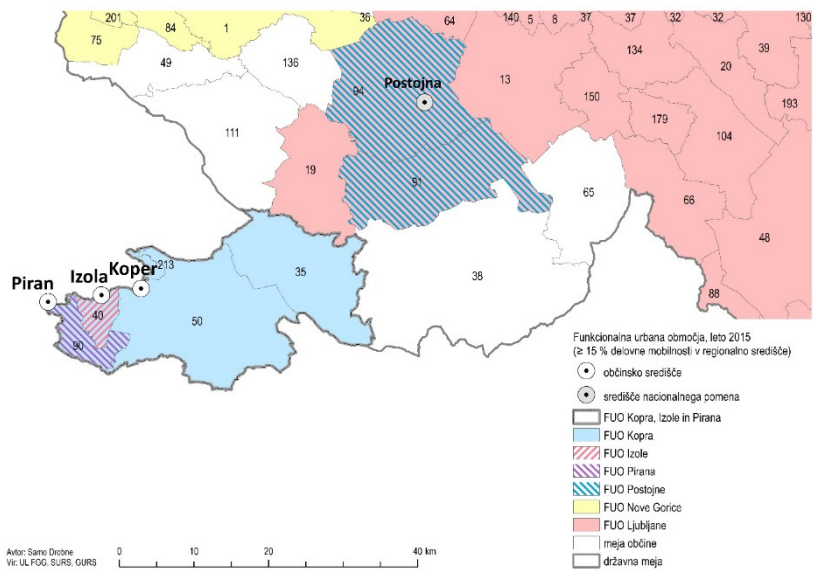 201
84
1
36
64
140
5
8
37
37
32
32
130
75
49
136
134
39
20
94
Postojna
13
150
193
111
179
104
19
91
65
66
48
213
35
38
Piran
Izola
Koper
40
50
88
90
Funkcionalna urbana območja, leto 2015
(≥ 15 % delovne mobilnosti v regionalno središče)
občinsko središče
središče nacionalnega pomena
FUO Kopra, Izole in Pirana
FUO Kopra
FUO Izole
FUO Pirana
FUO Postojne
FUO Nove Gorice
FUO Ljubljane
meja občine
državna meja
Avtor: Samo Drobne
Vir: UL FGG, SURS, GURS
0 10 20 40 km